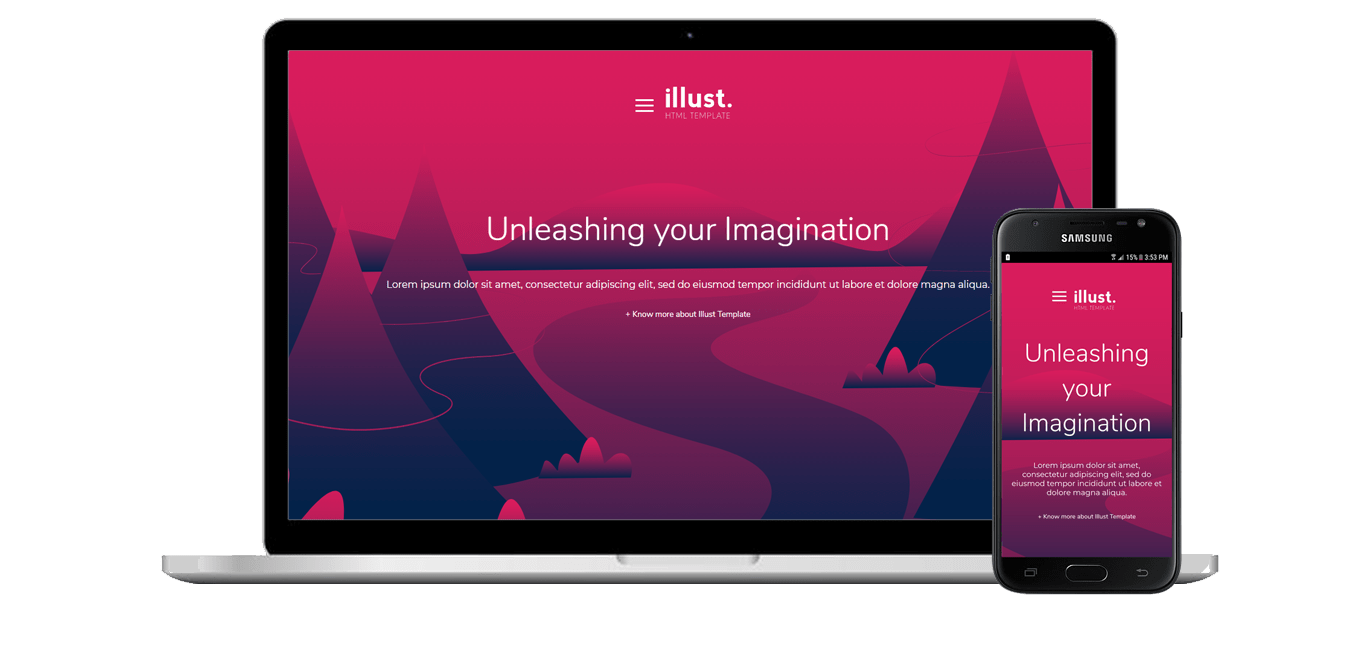 illust.
HTML TEMPLATE
Unleashing your Imagination
Lorem ipsum dolor sit amet, consectetur adipiscing elit, sed do eiusmod tempor incididunt ut labore et dolore magna aliqua.
+ Know more about Illust Template
SAMSUNG
15% 3:53 PM
illust.
HTML TEMPLATE
Unleashing
your
Imagination
Lorem ipsum dolor sit amet,
consectetur adipiscing elit, sed do
eiusmod tempor incididunt ut labore et
dolore magna aliqua.
+ Know more about Illust Template